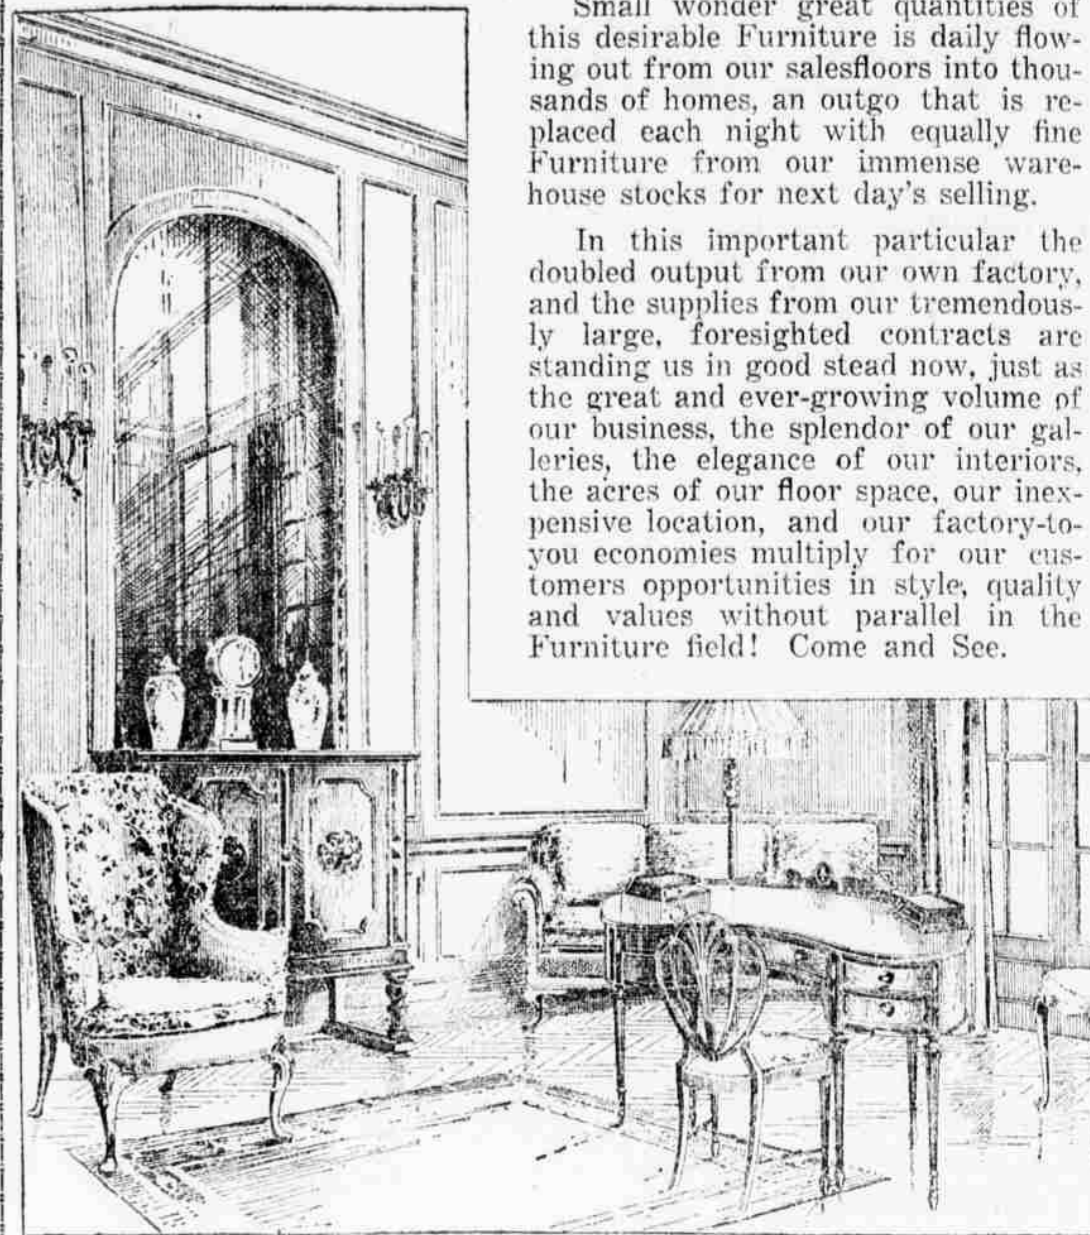 Small wonder great quantities of
this desirable Furniture is daily flow-
ing out from our salesfloors into thou-
sands of homes, an outgo that is re-
placed each night with equally fine
Furniture from our immense ware-
house stocks for next day's selling.
In this important particular the
doubled output from our own factory,
and the supplies from our tremendous-
ly large, foresighted contracts are
standing us in good stead now, just as
the great and ever-growing volume of
our business, the splendor of our gal-
leries, the elegance of our interiors,
the acres of our floor space, our inex-
pensive location, and our factory-to-
you economies multiply for our cus-
tomers opportunities in style, quality
and values without parallel in the
Furniture field! Come and See.